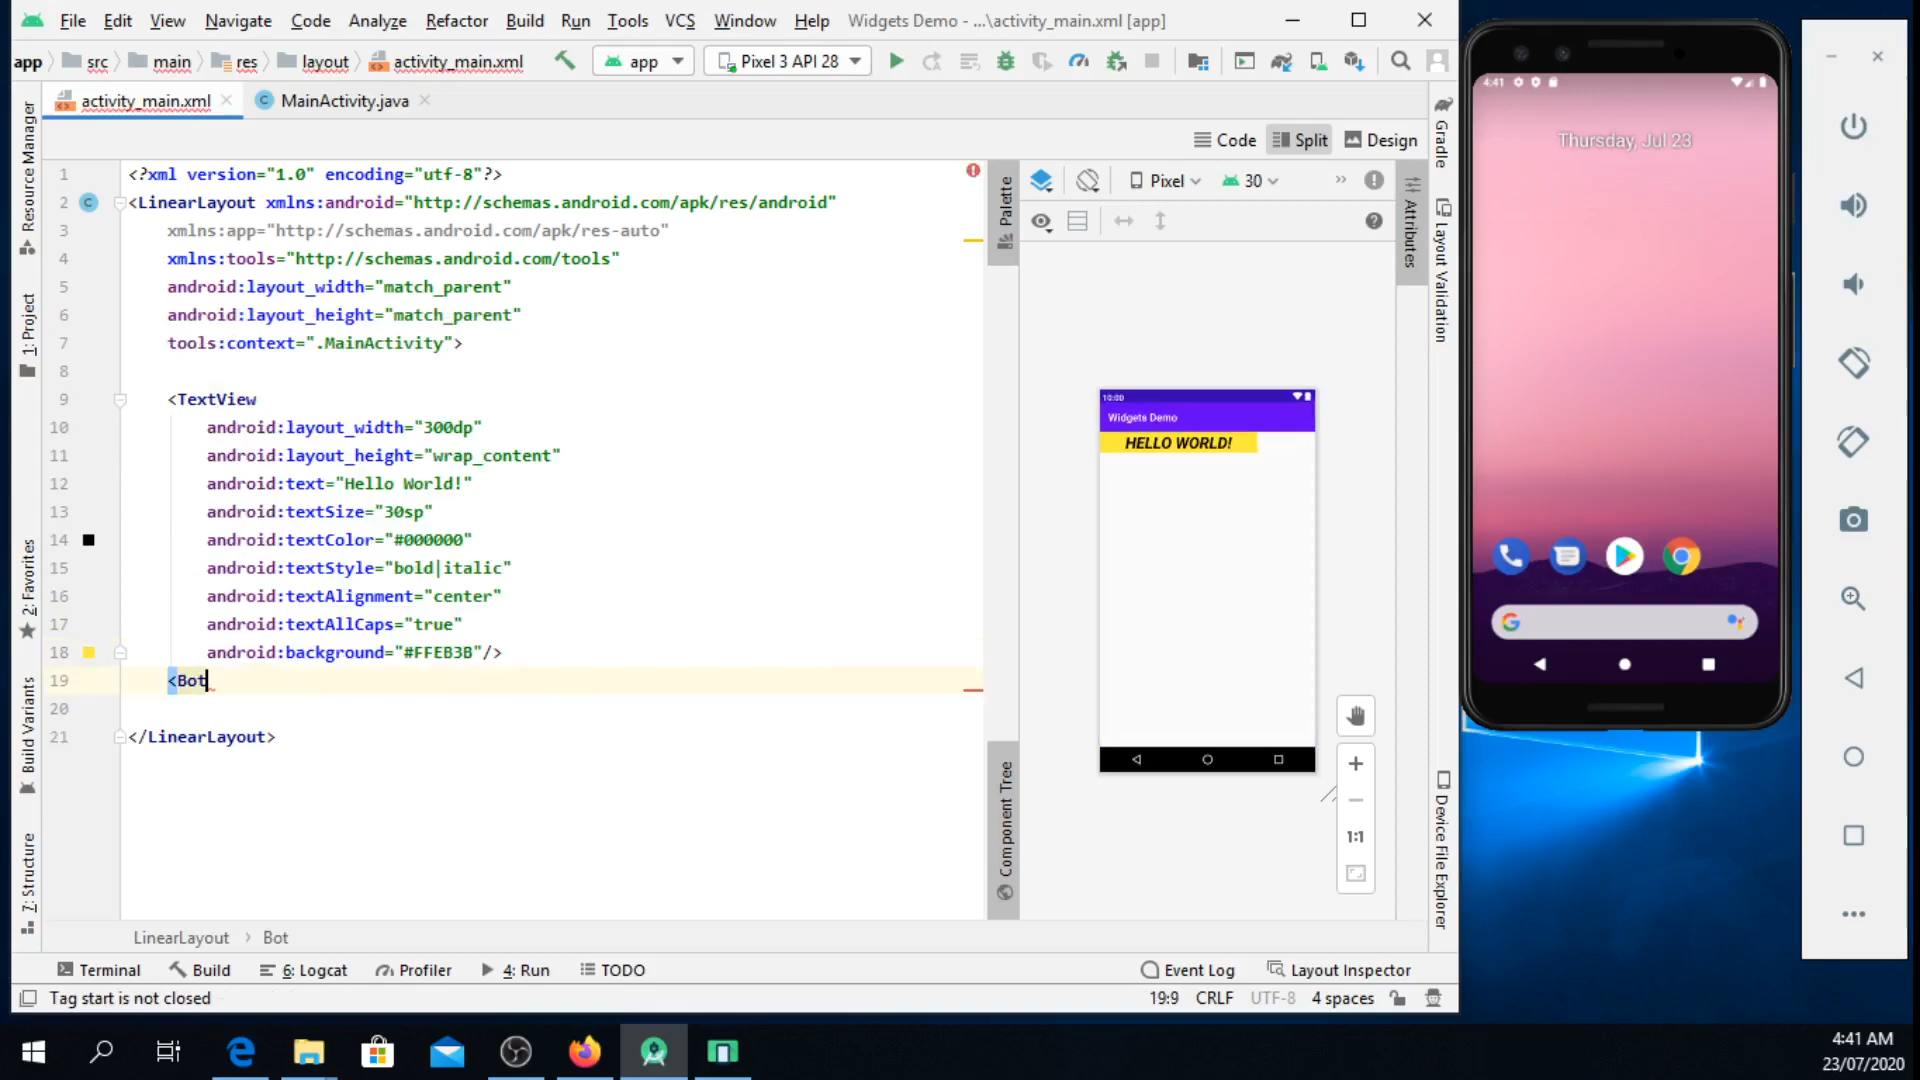 File Edit View Navigate Code Analyze Refactor Build Run Tools VCS Window Help Widgets Demo - ...\activity_main.xml [app]
app src main res layout activity_main.xml app Pixel 3 API 28
activity_main.xml MainActivity.java
Code Split Design
Pixel 30
1 <?xml version="1.0" encoding="utf-8"?>
2 <LinearLayout xmlns:android="http://schemas.android.com/apk/res/android"
3 xmlns:app="http://schemas.android.com/apk/res-auto"
4 xmlns:tools="http://schemas.android.com/tools"
5 android:layout_width="match_parent"
6 android:layout_height="match_parent"
7 tools:context=".MainActivity">
8
9 <TextView
10 android:layout_width="300dp"
11 android:layout_height="wrap_content"
12 android:text="Hello World!"
13 android:textSize="30sp"
14 android:textColor="#000000"
15 android:textStyle="bold|italic"
16 android:textAlignment="center"
17 android:textAllCaps="true"
18 android:background="#FFEB3B"/>
19 <Bot
20
21 </LinearLayout>
LinearLayout > Bot
Resource Manager
1: Project
2: Favorites
Build Variants
7: Structure
Palette
Component Tree
Attributes
Gradle
Layout Validation
Device File Explorer
10:00
Widgets Demo
HELLO WORLD!
1:1
Terminal Build 6: Logcat Profiler 4: Run TODO Event Log Layout Inspector
Tag start is not closed 19:9 CRLF UTF-8 4 spaces
4:41
Thursday, Jul 23
4:41 AM
23/07/2020